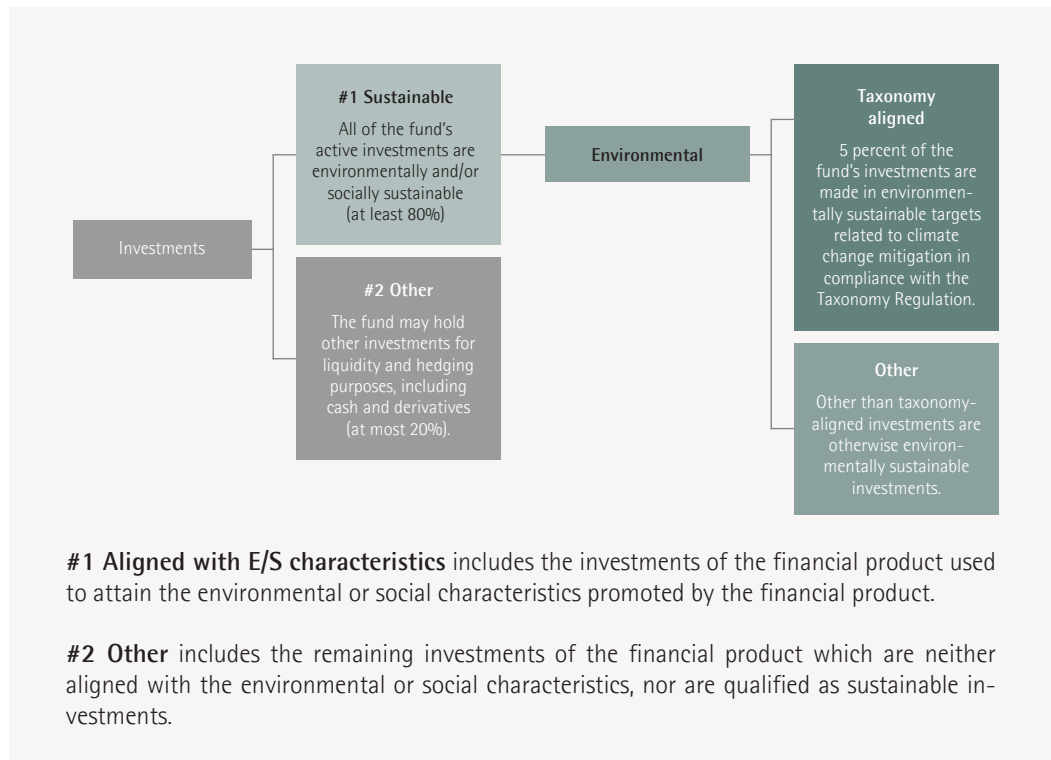 Investments
#1 Sustainable
All of the fund's
active investments are
environmentally and/or
socially sustainable
(at least 80%)
#2 Other
The fund may hold
other investments for
liquidity and hedging
purposes, including
cash and derivatives
(at most 20%).
Environmental
Taxonomy
aligned
5 percent of the
fund's investments are
made in environmen-
tally sustainable targets
related to climate
change mitigation in
compliance with the
Taxonomy Regulation.
Other
Other than taxonomy-
aligned investments are
otherwise environ-
mentally sustainable
investments.
#1 Aligned with E/S characteristics includes the investments of the financial product used
to attain the environmental or social characteristics promoted by the financial product.
#2 Other includes the remaining investments of the financial product which are neither
aligned with the environmental or social characteristics, nor are qualified as sustainable in-
vestments.